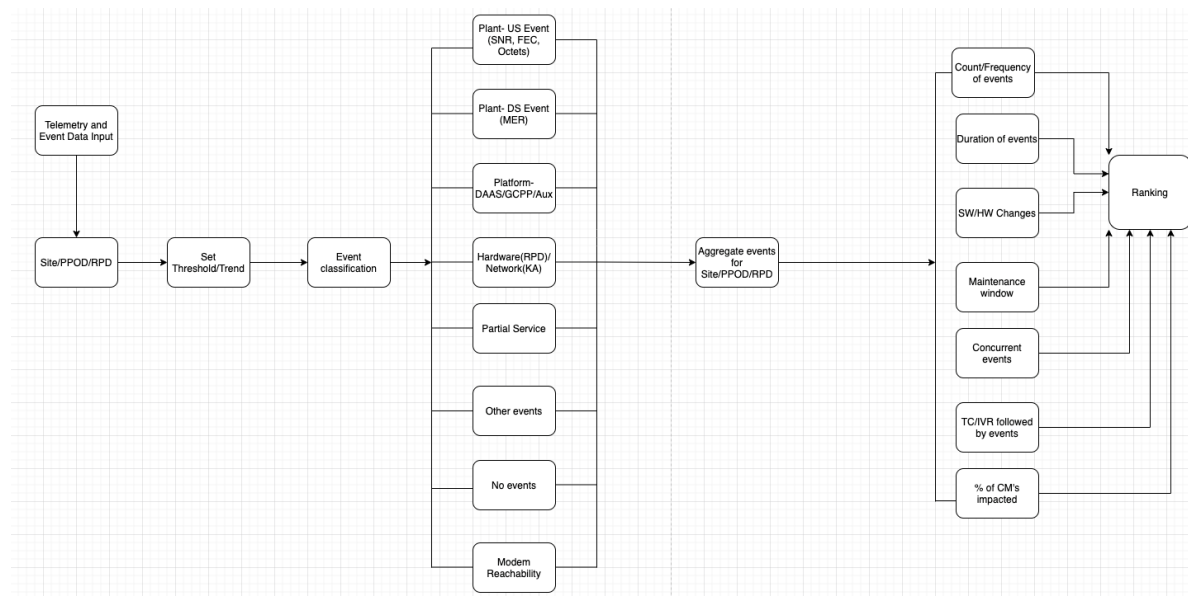 Telemetry and
Event Data Input
Site/PPOD/RPD
Set
Threshold/Trend
Event
classification
Plant- US Event
(SNR, FEC,
Octets)
Plant- DS Event
(MER)
Platform-
DAAS/GCPP/Aux
Hardware(RPD)/
Network(KA)
Partial Service
Other events
No events
Modem
Reachability
Aggregate events
for
Site/PPOD/RPD
Count/Frequency
of events
Duration of events
SW/HW Changes
Maintenance
window
Concurrent
events
TC/IVR followed
by events
% of CM's
impacted
Ranking